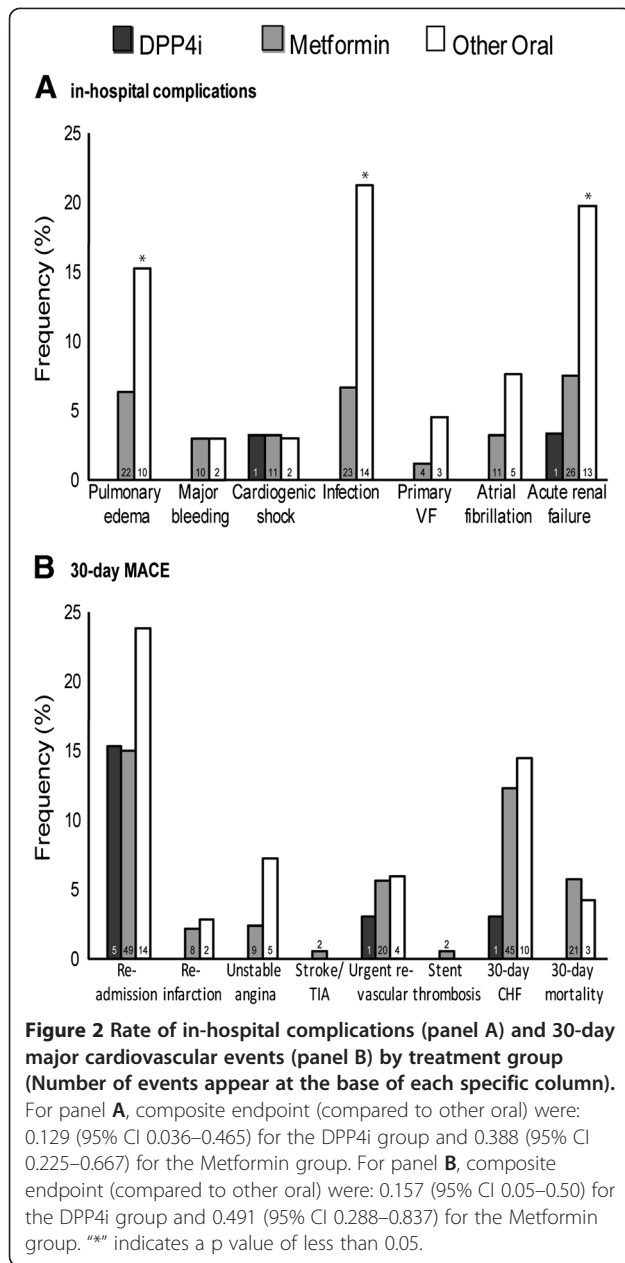 DPP4i Metformin Other Oral
A in-hospital complications
Frequency (%)
25
20
15
10
5
0
* * *
22 10 10 2 1 11 2 23 14 4 3 11 5 1 26 13
Pulmonary edema
Major bleeding
Cardiogenic shock
Infection
Primary VF
Atrial fibrillation
Acute renal failure
B 30-day MACE
Frequency (%)
25
20
15
10
5
0
5 49 14 8 2 9 5 2 1 20 4 2 1 45 10 21 3
Re-admission
Re-infarction
Unstable angina
Stroke/TIA
Urgent re-vascular
Stent thrombosis
30-day CHF
30-day mortality
Figure 2 Rate of in-hospital complications (panel A) and 30-day
major cardiovascular events (panel B) by treatment group
(Number of events appear at the base of each specific column).
For panel A, composite endpoint (compared to other oral) were:
0.129 (95% CI 0.036–0.465) for the DPP4i group and 0.388 (95% CI
0.225–0.667) for the Metformin group. For panel B, composite
endpoint (compared to other oral) were: 0.157 (95% CI 0.05–0.50) for
the DPP4i group and 0.491 (95% CI 0.288–0.837) for the Metformin
group. “*” indicates a p value of less than 0.05.